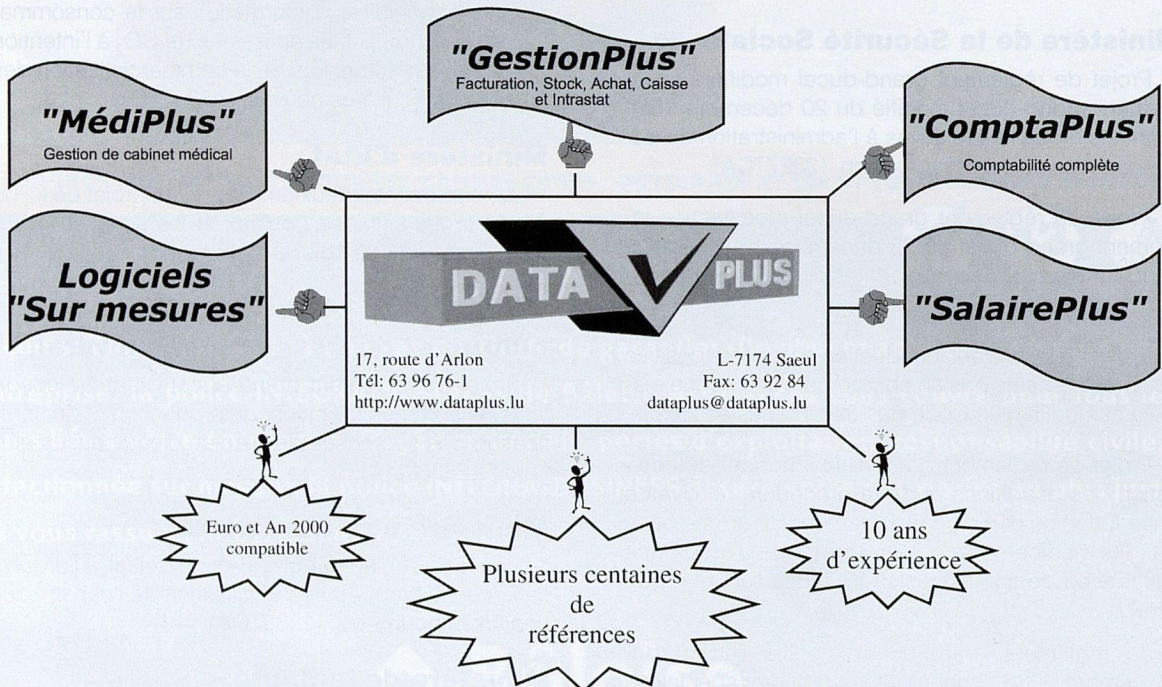 "GestionPlus"
Facturation, Stock, Achat, Caisse
et Intrastat
"MédiPlus"
Gestion de cabinet médical
"ComptaPlus"
Comptabilité complète
Logiciels
"Sur mesures"
"SalairePlus"
DATA PLUS
17, route d'Arlon
Tél: 63 96 76-1
http://www.dataplus.lu
L-7174 Saeul
Fax: 63 92 84
dataplus@dataplus.lu
Euro et An 2000
compatible
Plusieurs centaines
de
références
10 ans
d'expérience